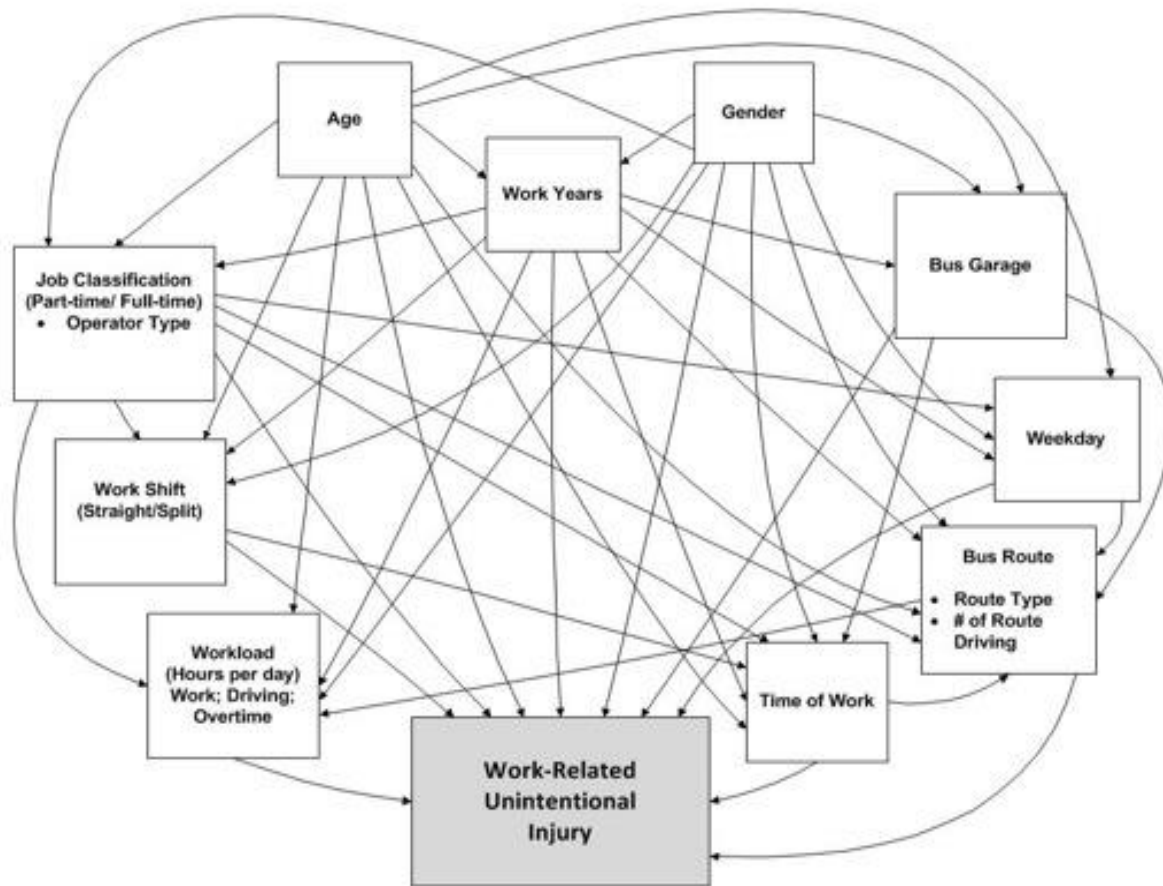 Age
Gender
Work Years
Bus Garage
Job Classification
(Part-time/ Full-time)
• Operator Type
Weekday
Work Shift
(Straight/Split)
Bus Route
• Route Type
• # of Route
Driving
Workload
(Hours per day)
Work; Driving;
Overtime
Time of Work
Work-Related
Unintentional
Injury